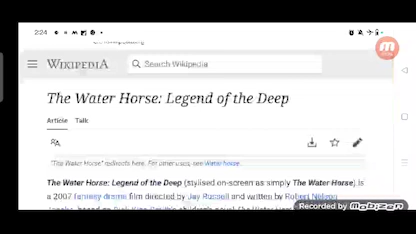 2:24
WIKIPEDIA
Search Wikipedia
The Water Horse: Legend of the Deep
Article Talk
"The Water Horse" redirects here. For other uses, see Water horse.
The Water Horse: Legend of the Deep (stylised on-screen as simply The Water Horse) is
a 2007 fantasy drama film directed by Jay Russell and written by Robert Nelson
Recorded by mobizen